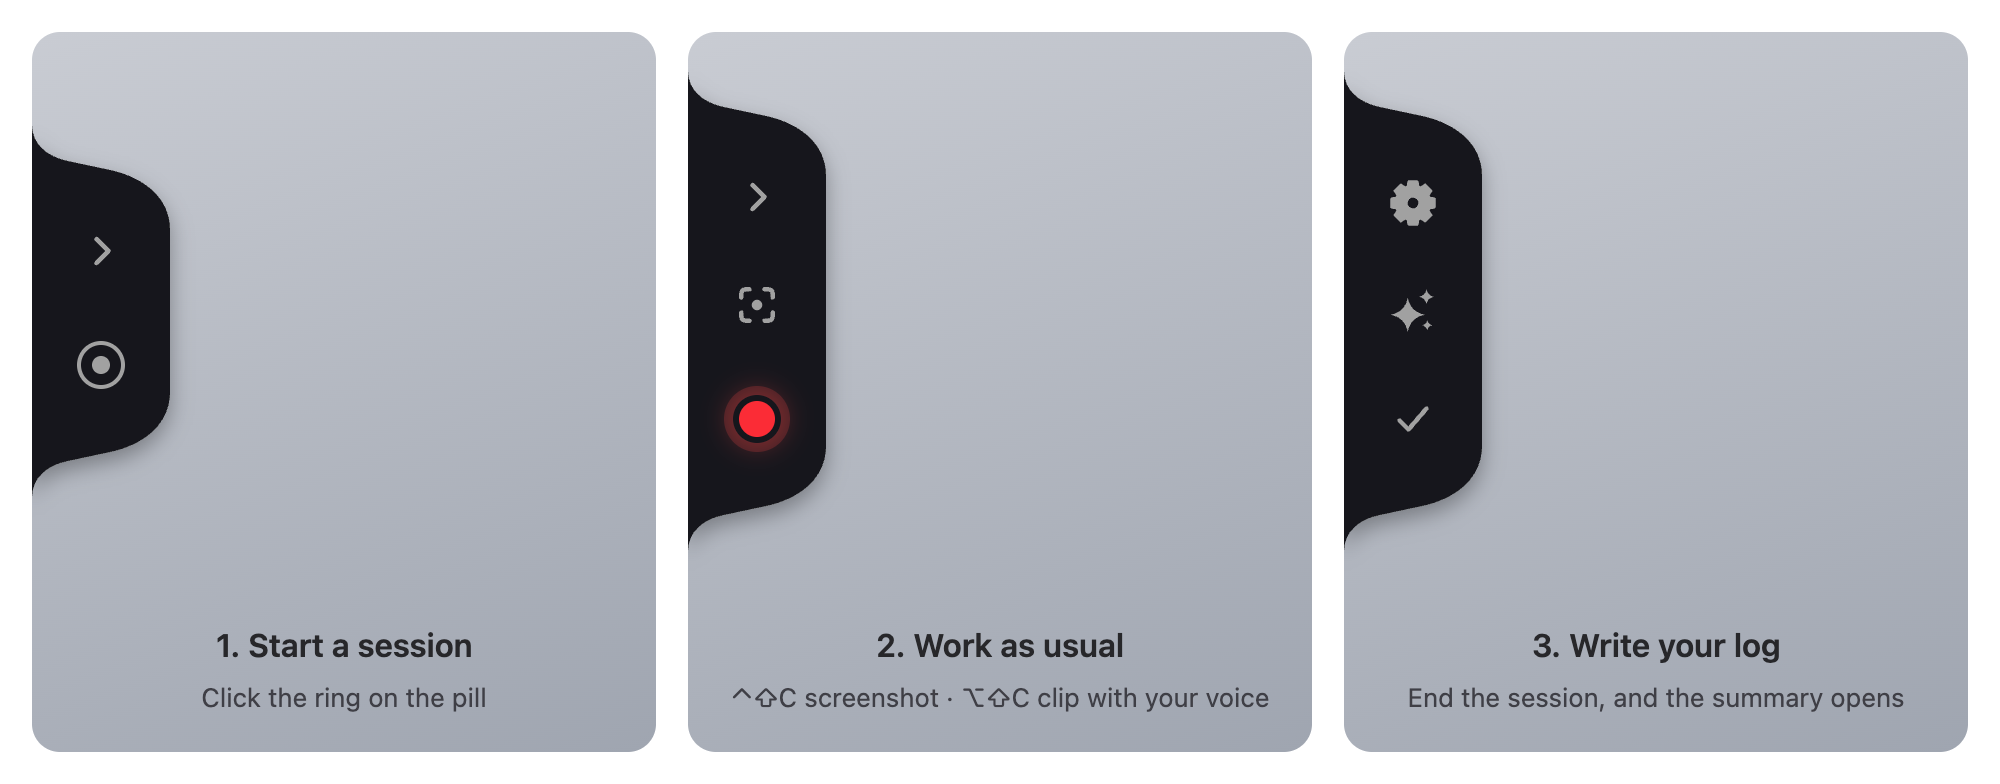 1. Start a session
Click the ring on the pill
2. Work as usual
⌃⇧C screenshot · ⌥⇧C clip with your voice
3. Write your log
End the session, and the summary opens